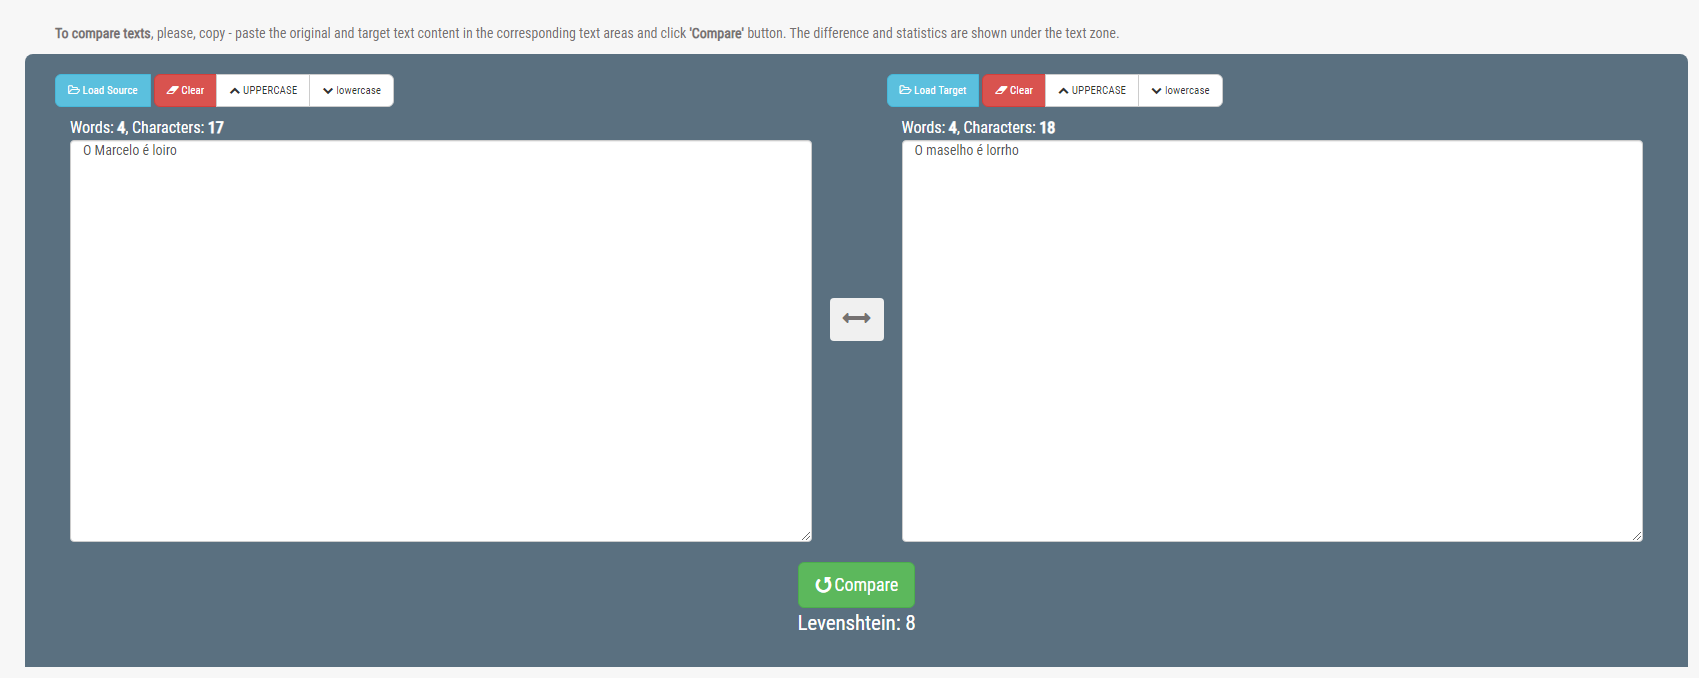 To compare texts, please, copy - paste the original and target text content in the corresponding text areas and click 'Compare' button. The difference and statistics are shown under the text zone.
Load Source Clear UPPERCASE lowercase
Load Target Clear UPPERCASE lowercase
Words: 4, Characters: 17
Words: 4, Characters: 18
O Marcelo é loiro
O maselho é lorrho
Compare
Levenshtein: 8